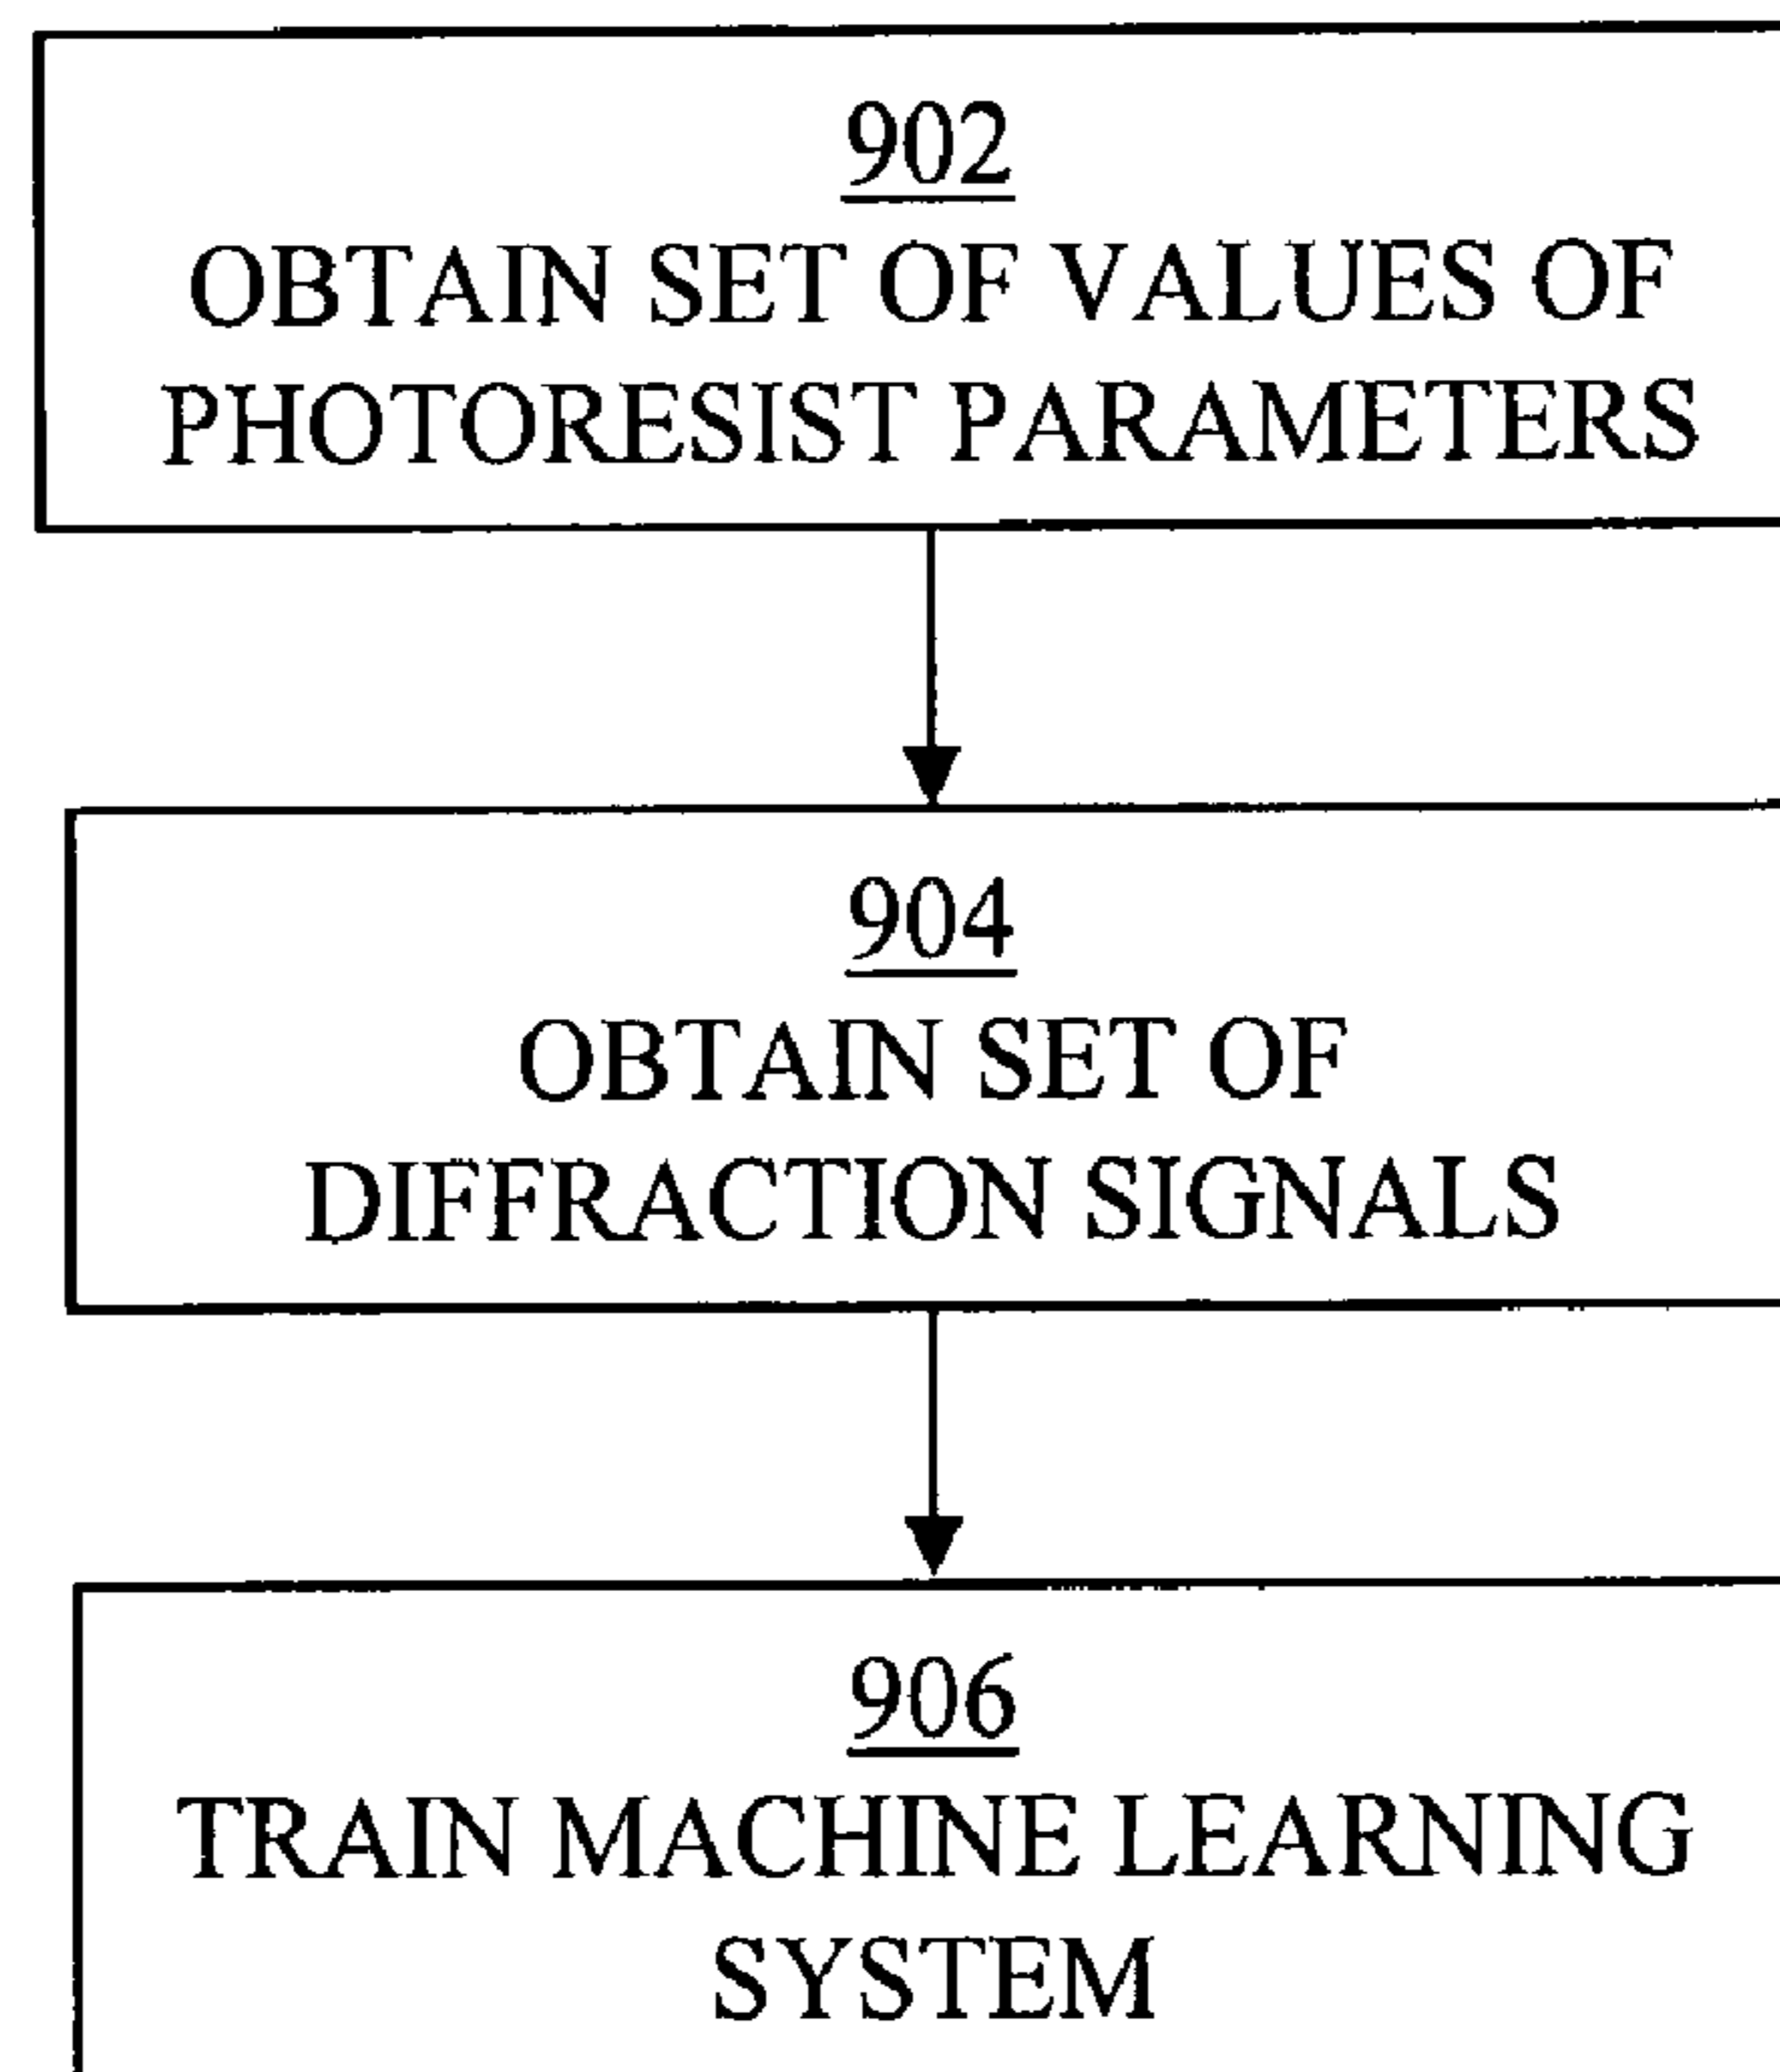 902
OBTAIN SET OF VALUES OF
PHOTORESIST PARAMETERS
904
OBTAIN SET OF
DIFFRACTION SIGNALS
906
TRAIN MACHINE LEARNING
SYSTEM